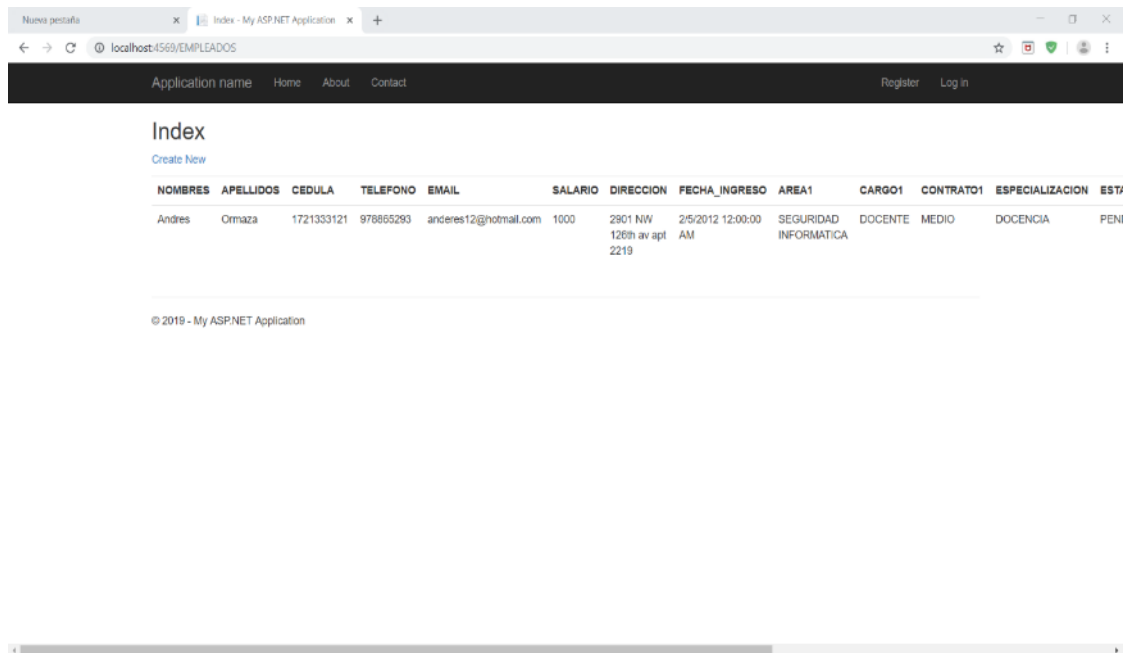 Nueva pestaña
Index - My ASP.NET Application
localhost:4569/EMPLEADOS
Application name Home About Contact Register Log in
Index
Create New
NOMBRES APELLIDOS CEDULA TELEFONO EMAIL SALARIO DIRECCION FECHA_INGRESO AREA1 CARGO1 CONTRATO1 ESPECIALIZACION ESTA
Andres Ormaza 1721333121 978865293 anderes12@hotmail.com 1000 2901 NW 2/5/2012 12:00:00 SEGURIDAD DOCENTE MEDIO DOCENCIA PEN
126th av apt AM INFORMATICA
2219
© 2019 - My ASP.NET Application